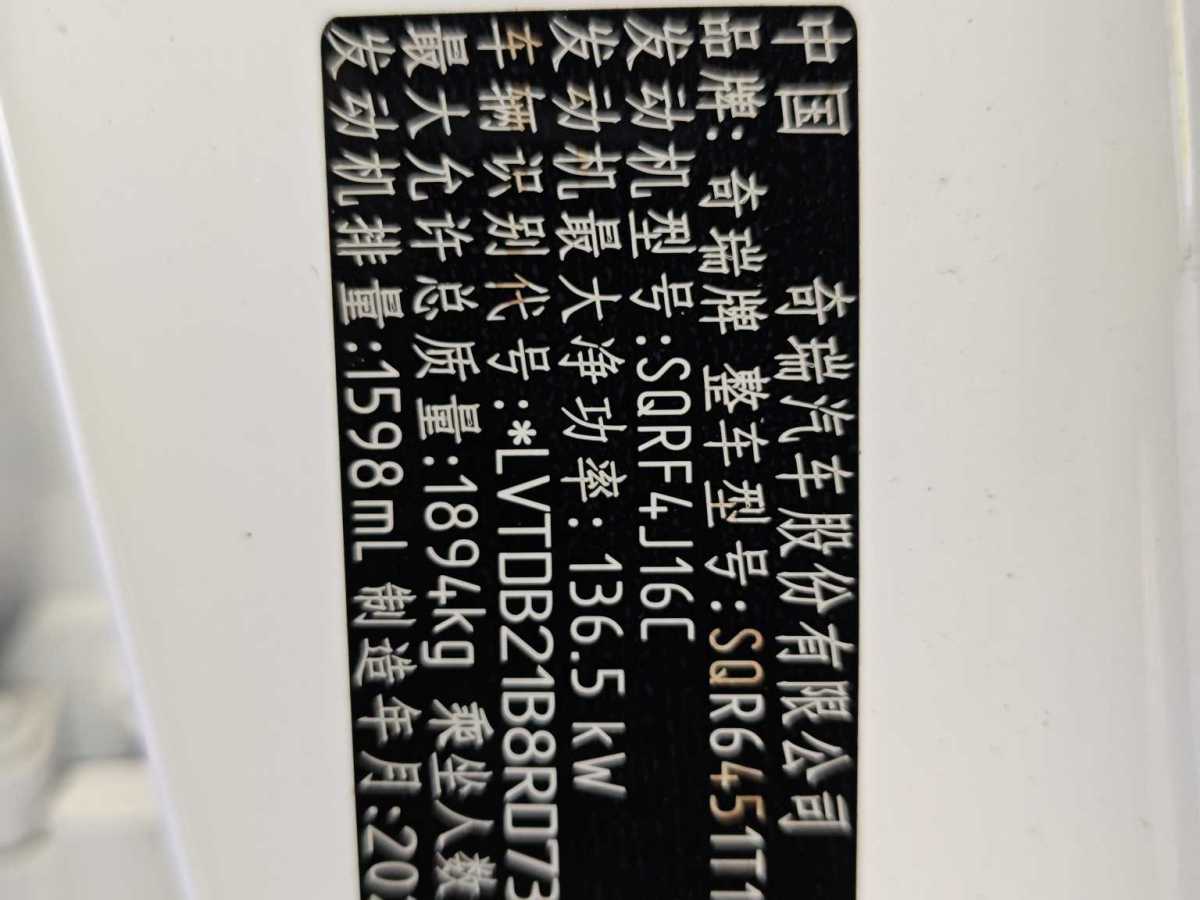 中国 奇瑞汽车股份有限公司
品牌:奇瑞牌 整车型号:SQR6451T1
发动机型号:SQRF4J16C
发动机最大净功率:136.5 kW
车辆识别代号:*LVTDB21B8RD73
最大允许总质量:1894kg 乘坐人数
发动机排量:1598mL 制造年月:20